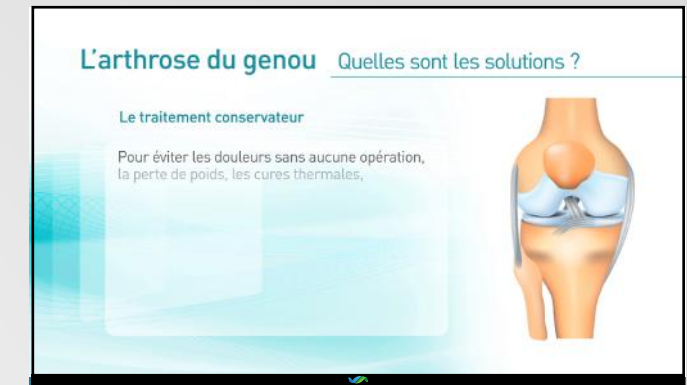 L'arthrose du genou Quelles sont les solutions ?
Le traitement conservateur
Pour éviter les douleurs sans aucune opération,
la perte de poids, les cures thermales,